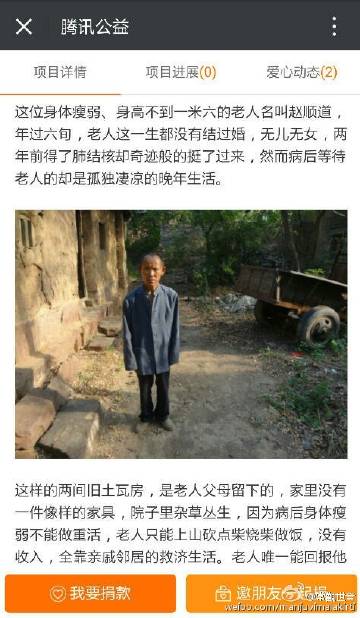 腾讯公益
项目详情 项目进展(0) 爱心动态(2)
这位身体瘦弱、身高不到一米六的老人名叫赵顺道,
年过六旬，老人这一生都没有结过婚，无儿无女，两
年前得了肺结核却奇迹般的挺了过来，然而病后等待
老人的却是孤独凄凉的晚年生活。
这样的两间旧土瓦房，是老人父母留下的，家里没有
一件像样的家具，院子里杂草丛生，因为病后身体瘦
弱不能做重活，老人只能上山砍点柴烧柴做饭，没有
收入，全靠亲戚邻居的救济生活。老人唯一能回报他
我要捐款
邀朋友
weibo.com/manjuvimalakirti